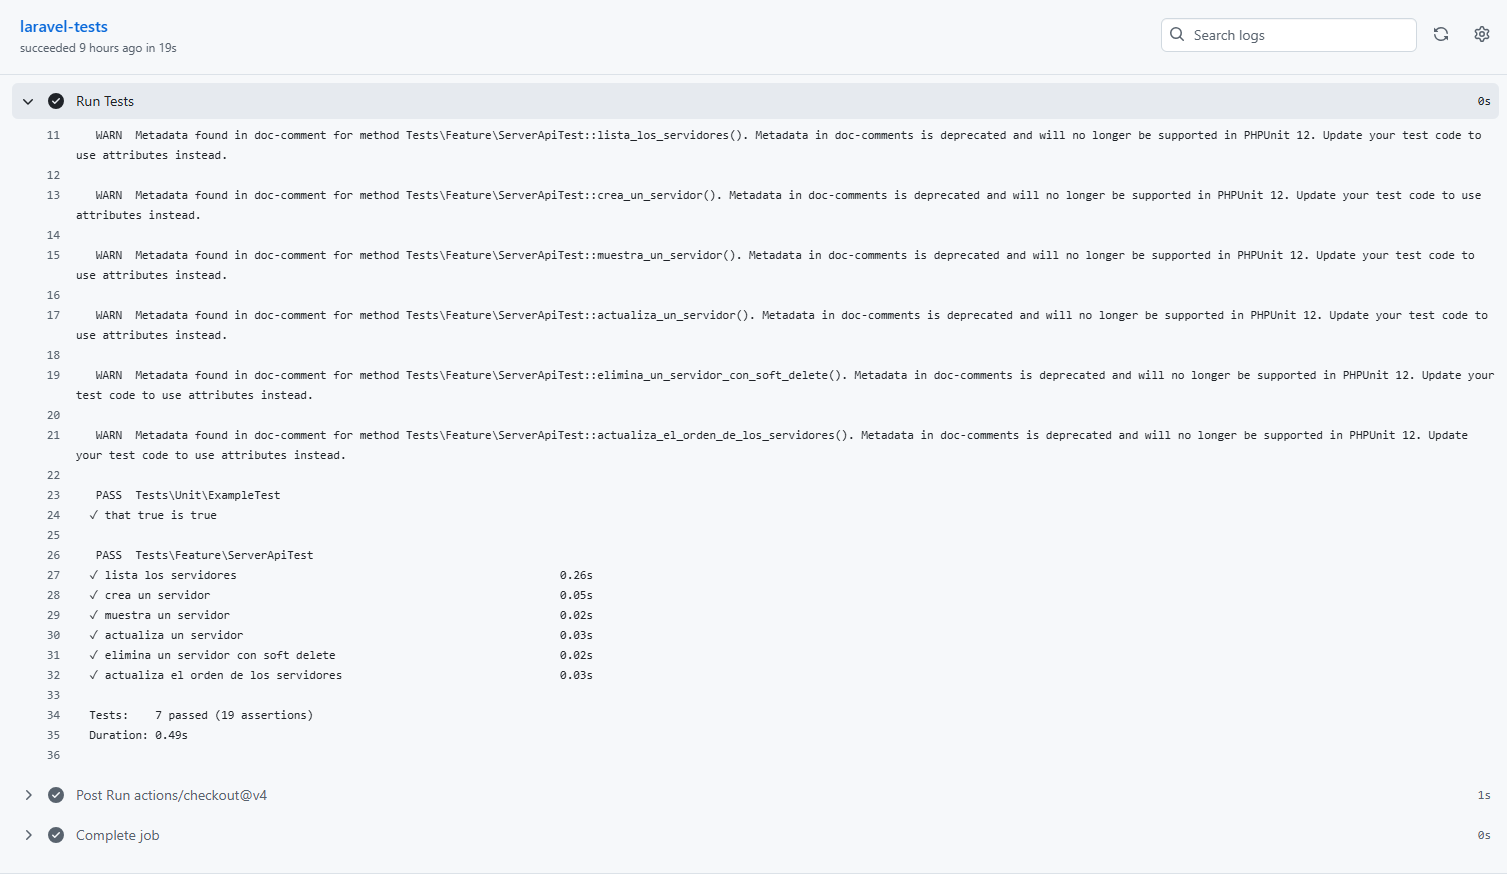 laravel-tests
succeeded 9 hours ago in 19s
Search logs
Run Tests 0s
11 WARN Metadata found in doc-comment for method Tests\Feature\ServerApiTest::lista_los_servidores(). Metadata in doc-comments is deprecated and will no longer be supported in PHPUnit 12. Update your test code to
use attributes instead.
12
13 WARN Metadata found in doc-comment for method Tests\Feature\ServerApiTest::crea_un_servidor(). Metadata in doc-comments is deprecated and will no longer be supported in PHPUnit 12. Update your test code to use
attributes instead.
14
15 WARN Metadata found in doc-comment for method Tests\Feature\ServerApiTest::muestra_un_servidor(). Metadata in doc-comments is deprecated and will no longer be supported in PHPUnit 12. Update your test code to
use attributes instead.
16
17 WARN Metadata found in doc-comment for method Tests\Feature\ServerApiTest::actualiza_un_servidor(). Metadata in doc-comments is deprecated and will no longer be supported in PHPUnit 12. Update your test code to
use attributes instead.
18
19 WARN Metadata found in doc-comment for method Tests\Feature\ServerApiTest::elimina_un_servidor_con_soft_delete(). Metadata in doc-comments is deprecated and will no longer be supported in PHPUnit 12. Update your
test code to use attributes instead.
20
21 WARN Metadata found in doc-comment for method Tests\Feature\ServerApiTest::actualiza_el_orden_de_los_servidores(). Metadata in doc-comments is deprecated and will no longer be supported in PHPUnit 12. Update
your test code to use attributes instead.
22
23 PASS Tests\Unit\ExampleTest
24 ✓ that true is true
25
26 PASS Tests\Feature\ServerApiTest
27 ✓ lista los servidores 0.26s
28 ✓ crea un servidor 0.05s
29 ✓ muestra un servidor 0.02s
30 ✓ actualiza un servidor 0.03s
31 ✓ elimina un servidor con soft delete 0.02s
32 ✓ actualiza el orden de los servidores 0.03s
33
34 Tests: 7 passed (19 assertions)
35 Duration: 0.49s
36
Post Run actions/checkout@v4 1s
Complete job 0s